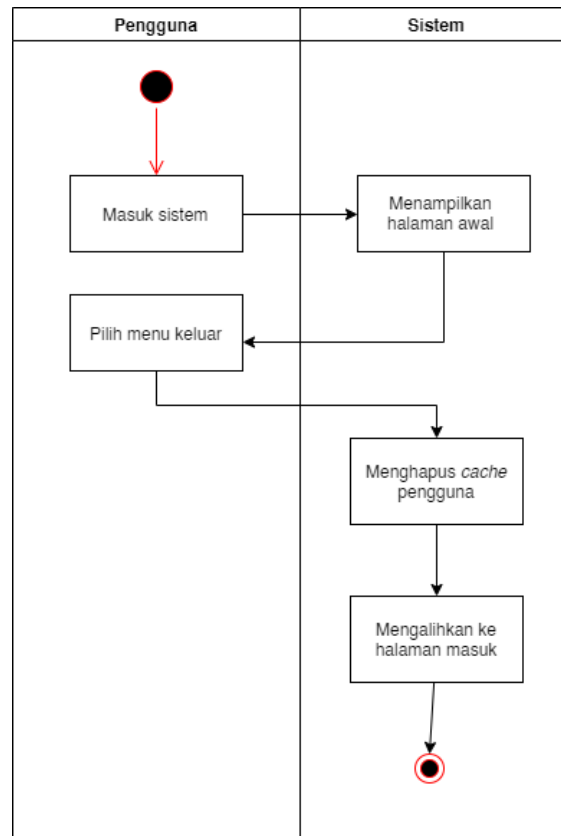 Pengguna
Sistem
Masuk sistem
Menampilkan
halaman awal
Pilih menu keluar
Menghapus cache
pengguna
Mengalihkan ke
halaman masuk